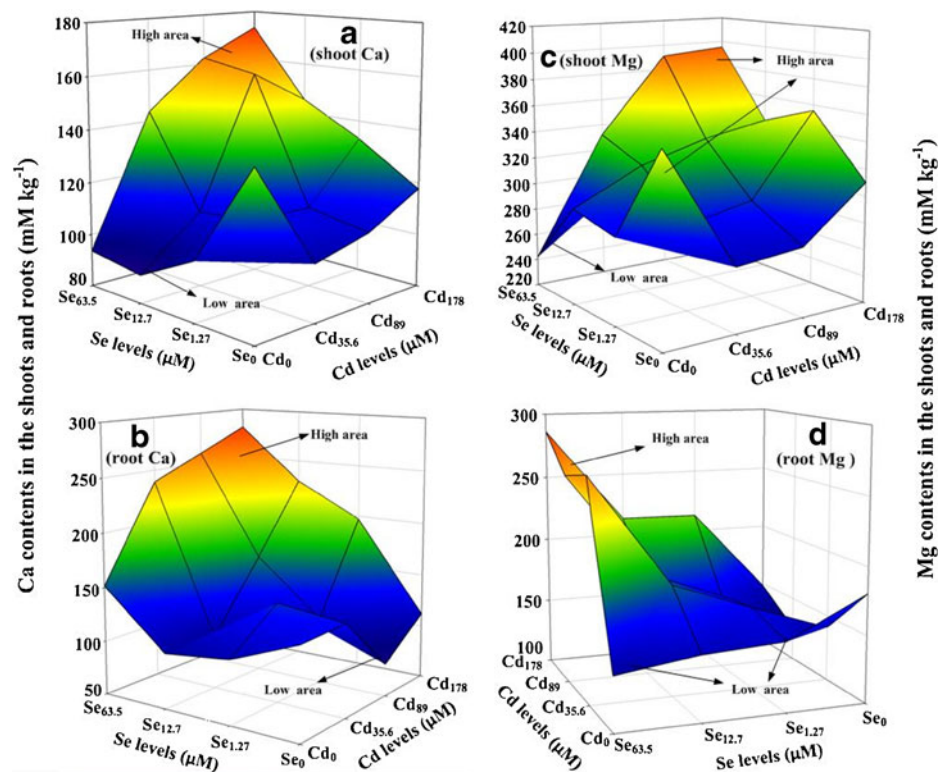 Ca contents in the shoots and roots (mM kg⁻¹)
a
(shoot Ca)
High area
Low area
180
160
140
120
100
80
Se₆₃.₅
Se₁₂.₇
Se₁.₂₇
Se₀
Se levels (μM)
Cd₀
Cd₃₅.₆
Cd₈₉
Cd₁₇₈
Cd levels (μM)
c (shoot Mg)
High area
Low area
420
400
380
360
340
320
300
280
260
240
220
Se₆₃.₅
Se₁₂.₇
Se₁.₂₇
Se₀
Se levels (μM)
Cd₀
Cd₃₅.₆
Cd₈₉
Cd₁₇₈
Cd levels (μM)
b
(root Ca)
High area
Low area
300
250
200
150
100
50
Se₆₃.₅
Se₁₂.₇
Se₁.₂₇
Se₀
Se levels (μM)
Cd₀
Cd₃₅.₆
Cd₈₉
Cd₁₇₈
Cd levels (μM)
d
(root Mg )
High area
Low area
300
250
200
150
100
Cd₁₇₈
Cd₈₉
Cd₃₅.₆
Cd₀
Cd levels (μM)
Se₆₃.₅
Se₁₂.₇
Se₁.₂₇
Se₀
Se levels (μM)
Mg contents in the shoots and roots (mM kg⁻¹)